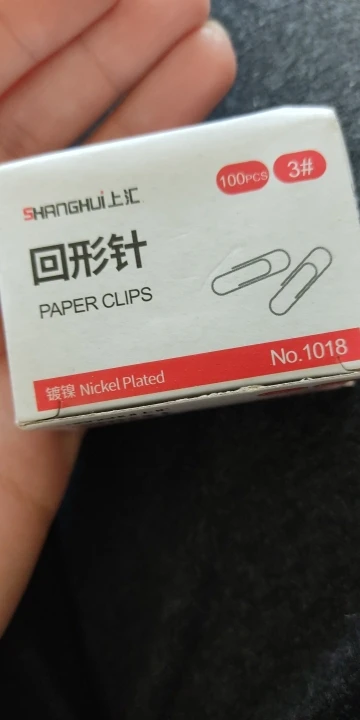 SHANGHUI上汇
100PCS 3#
回形针
PAPER CLIPS
No.1018
镀镍 Nickel Plated